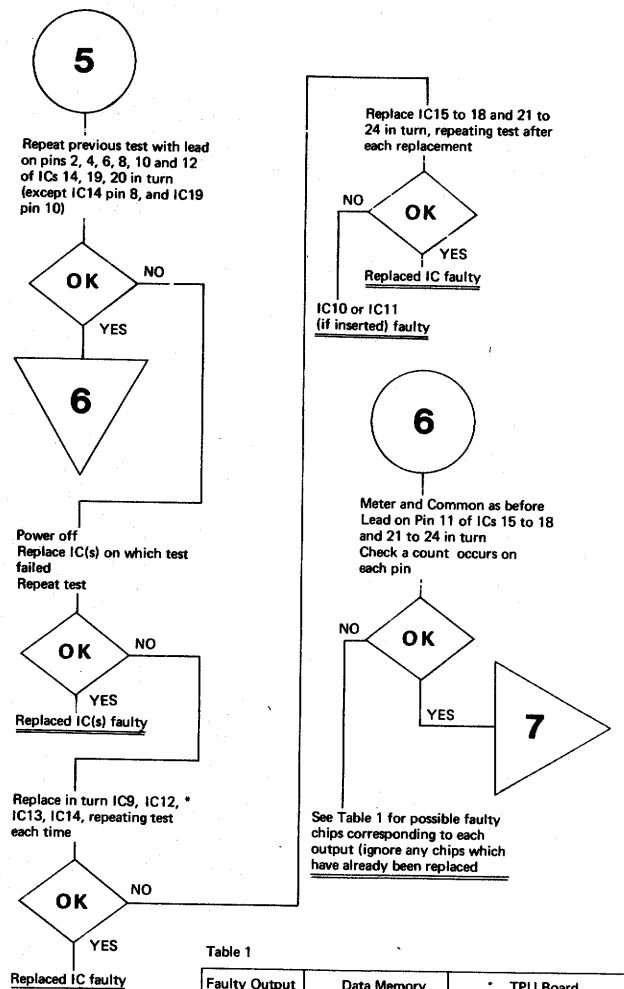 5
Repeat previous test with lead
on pins 2, 4, 6, 8, 10 and 12
of ICs 14, 19, 20 in turn
(except IC14 pin 8, and IC19
pin 10)
OK
NO
YES
6
Power off
Replace IC(s) on which test
failed
Repeat test
OK
NO
YES
Replaced IC(s) faulty
Replace in turn IC9, IC12, *
IC13, IC14, repeating test
each time
OK
NO
YES
Replaced IC faulty
Replace IC15 to 18 and 21 to
24 in turn, repeating test after
each replacement
NO
OK
YES
Replaced IC faulty
IC10 or IC11
(if inserted) faulty
6
Meter and Common as before
Lead on Pin 11 of ICs 15 to 18
and 21 to 24 in turn
Check a count occurs on
each pin
NO
OK
YES
7
See Table 1 for possible faulty
chips corresponding to each
output (ignore any chips which
have already been replaced
Table 1
Faulty Output
Data Memory
TPU Board